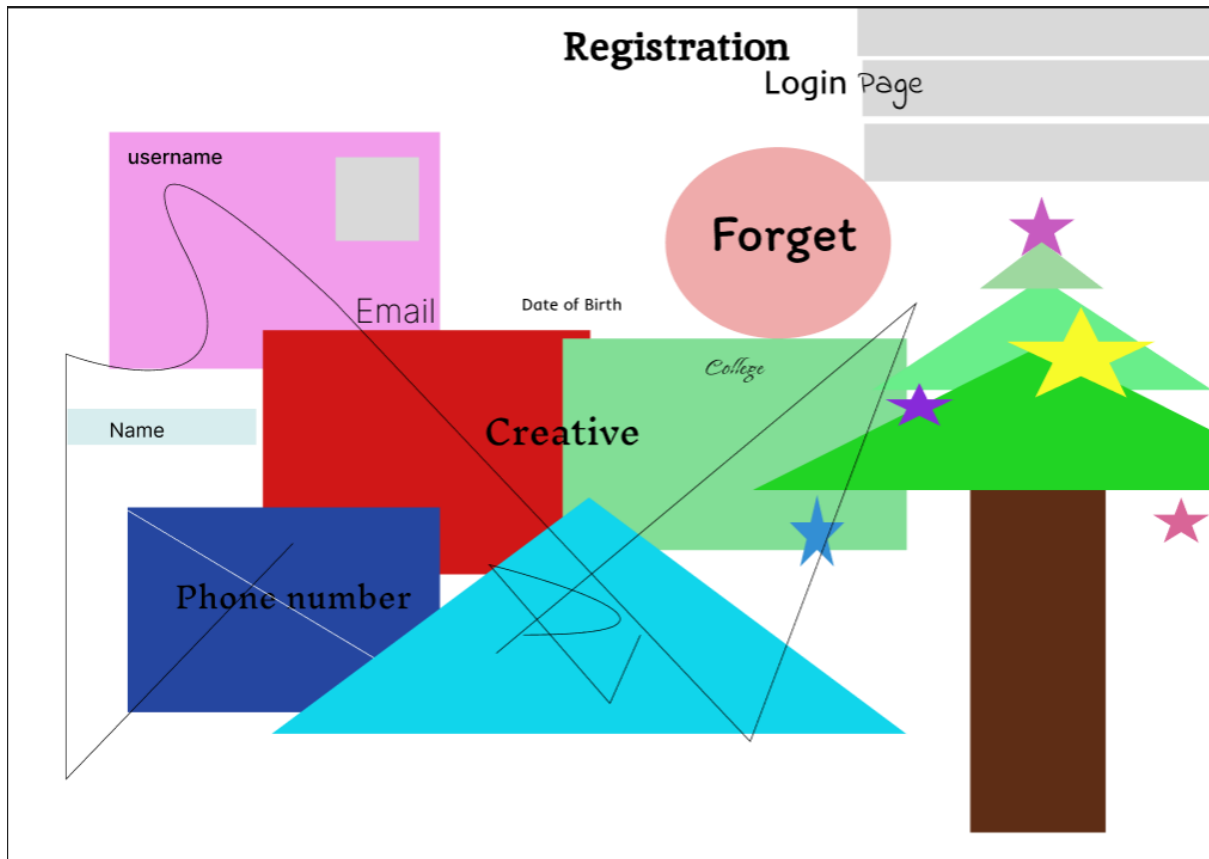 Registration
Login Page
username
Forget
Email
Date of Birth
College
Name
Creative
Phone number